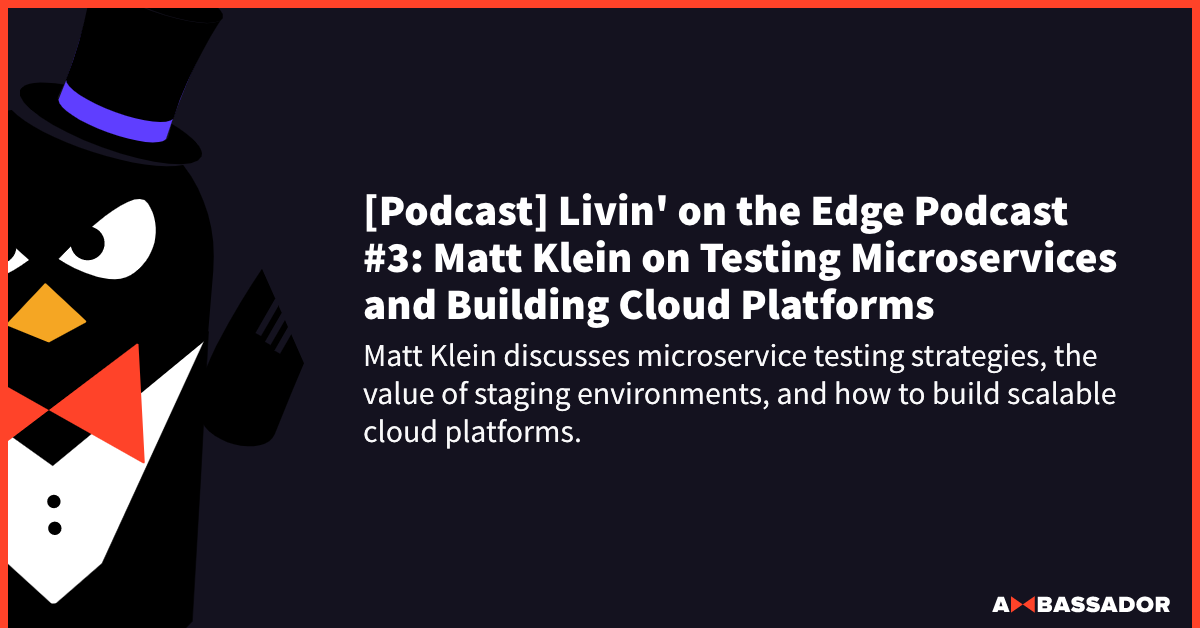 [Podcast] Livin' on the Edge Podcast
#3: Matt Klein on Testing Microservices
and Building Cloud Platforms
Matt Klein discusses microservice testing strategies, the
value of staging environments, and how to build scalable
cloud platforms.
AMBASSADOR